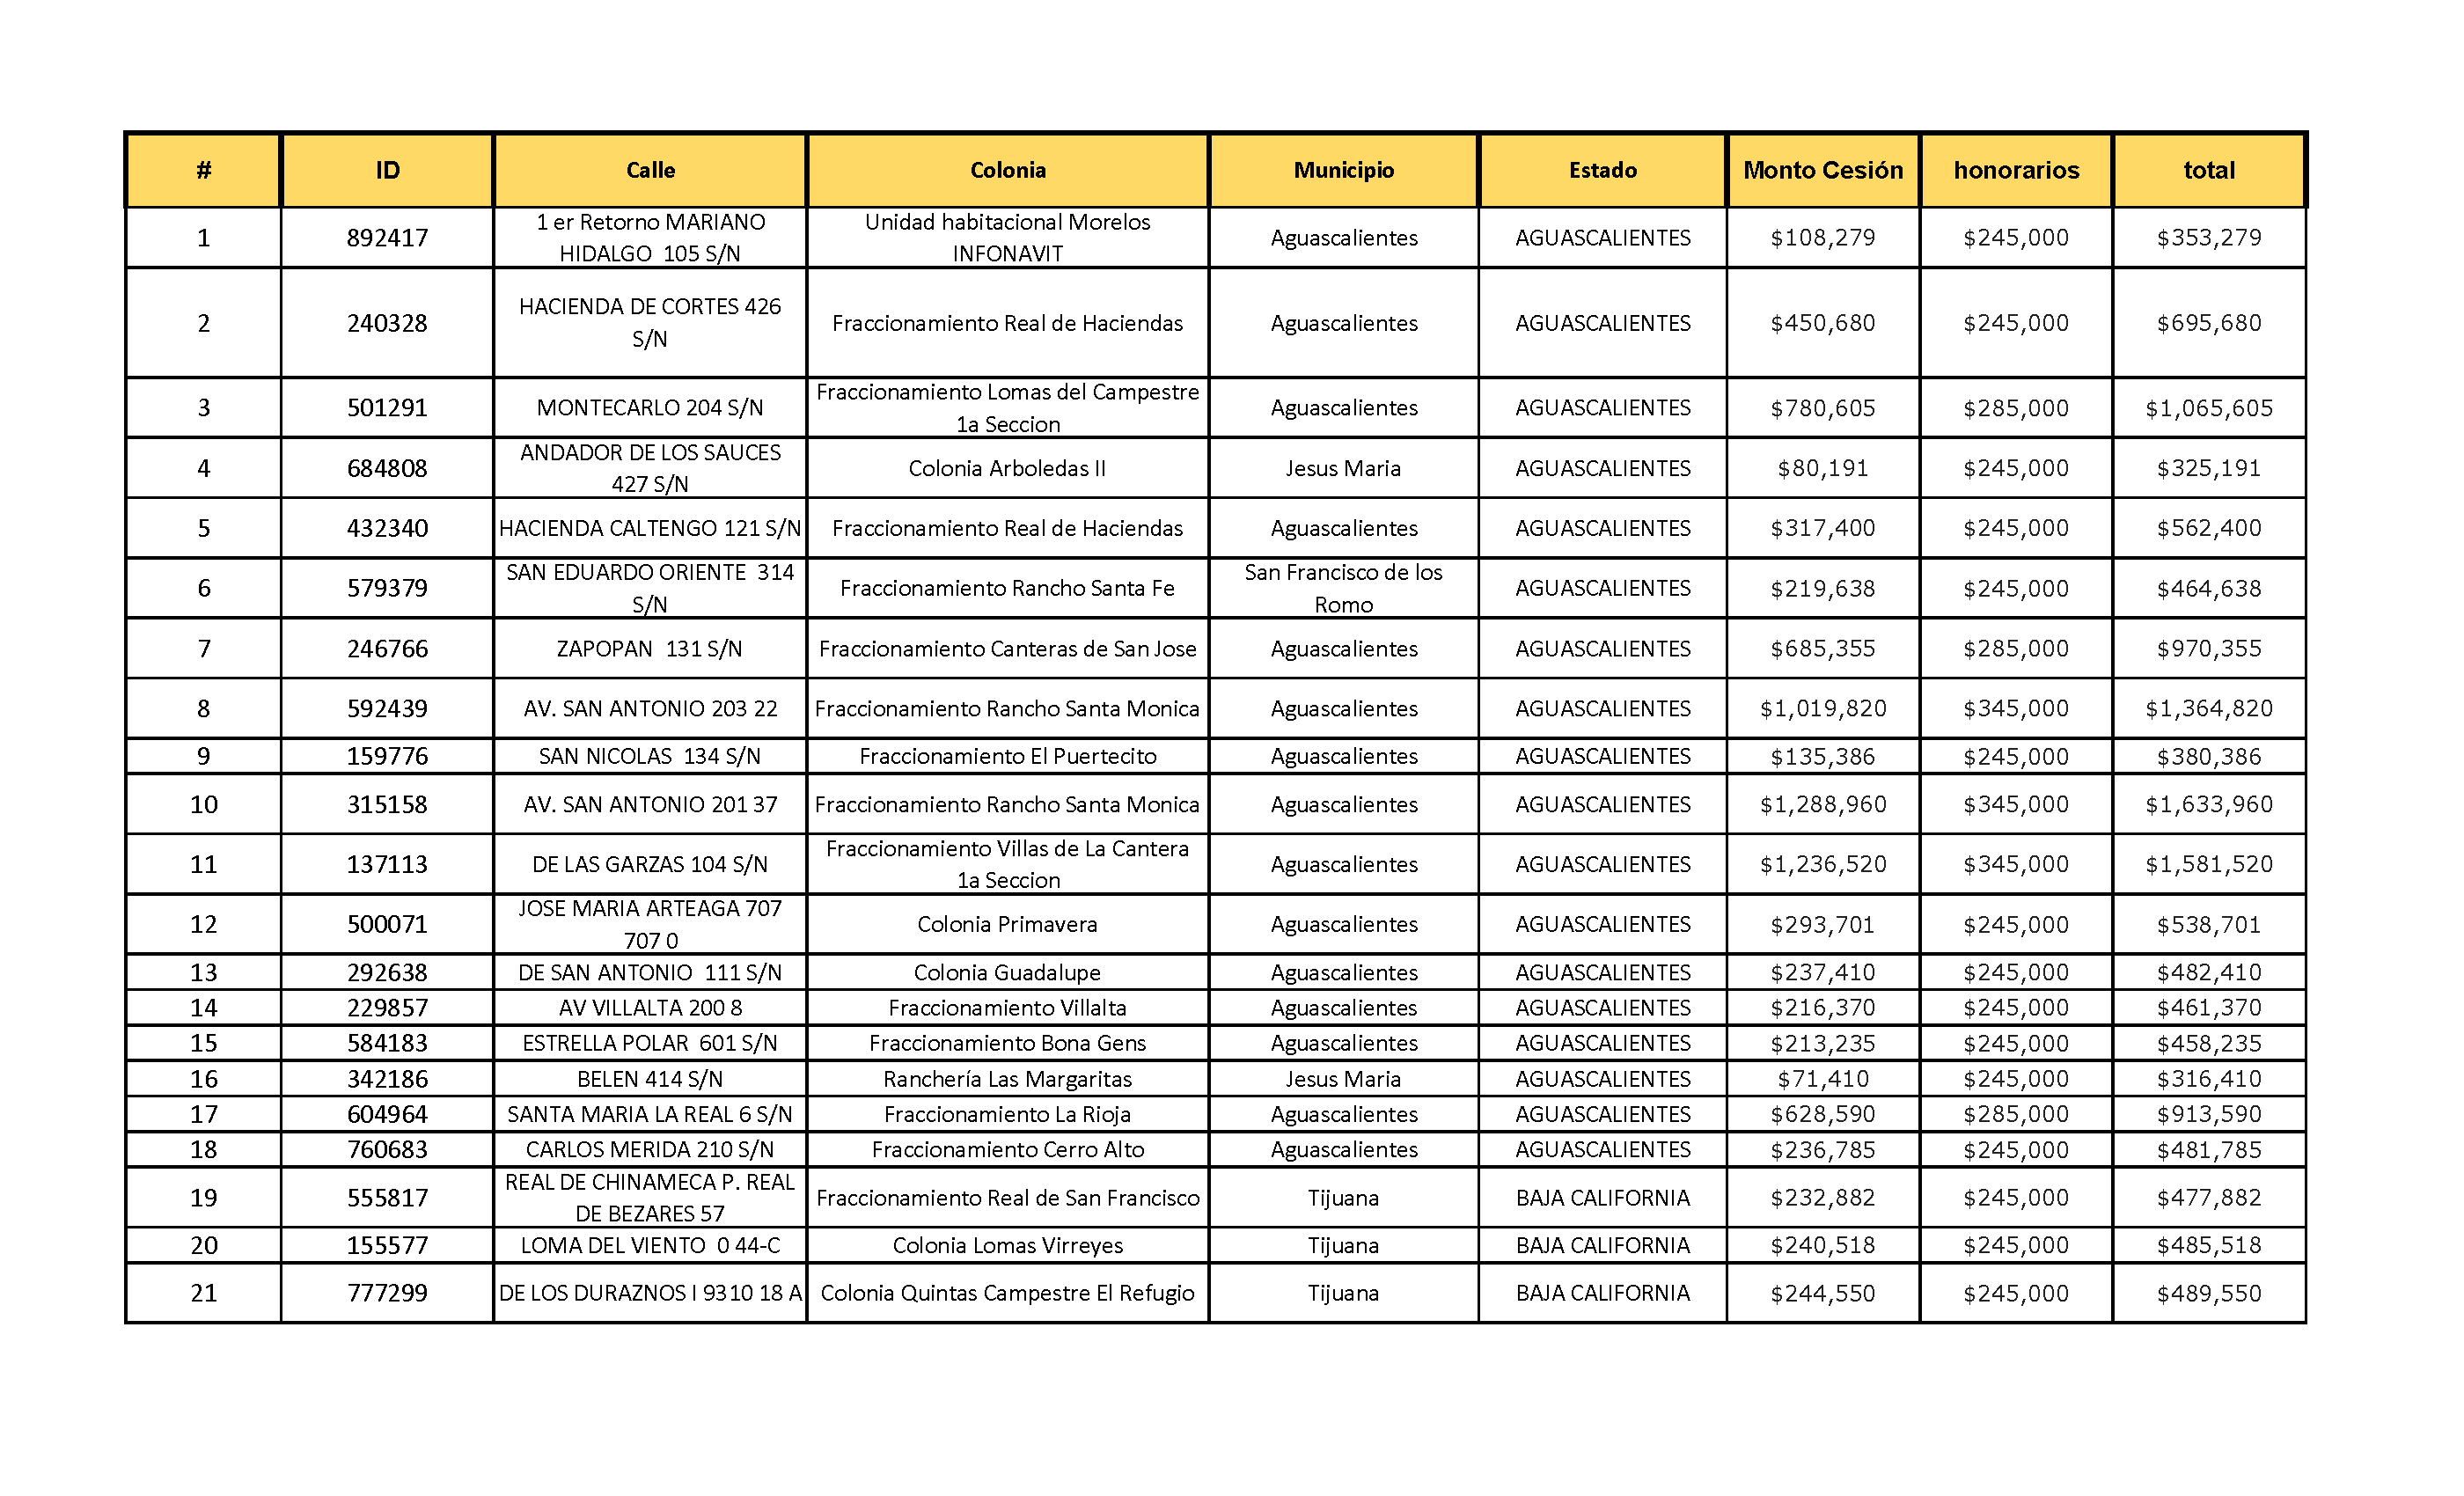 # ID Calle Colonia Municipio Estado Monto Cesión honorarios total
1 892417 1 er Retorno MARIANO HIDALGO  105 S/N Unidad habitacional Morelos INFONAVIT Aguascalientes AGUASCALIENTES $108,279 $245,000 $353,279
2 240328 HACIENDA DE CORTES 426 S/N Fraccionamiento Real de Haciendas Aguascalientes AGUASCALIENTES $450,680 $245,000 $695,680
3 501291 MONTECARLO 204 S/N Fraccionamiento Lomas del Campestre 1a Seccion Aguascalientes AGUASCALIENTES $780,605 $285,000 $1,065,605
4 684808 ANDADOR DE LOS SAUCES 427 S/N Colonia Arboledas II Jesus Maria AGUASCALIENTES $80,191 $245,000 $325,191
5 432340 HACIENDA CALTENGO 121 S/N Fraccionamiento Real de Haciendas Aguascalientes AGUASCALIENTES $317,400 $245,000 $562,400
6 579379 SAN EDUARDO ORIENTE  314 S/N Fraccionamiento Rancho Santa Fe San Francisco de los Romo AGUASCALIENTES $219,638 $245,000 $464,638
7 246766 ZAPOPAN  131 S/N Fraccionamiento Canteras de San Jose Aguascalientes AGUASCALIENTES $685,355 $285,000 $970,355
8 592439 AV. SAN ANTONIO 203 22 Fraccionamiento Rancho Santa Monica Aguascalientes AGUASCALIENTES $1,019,820 $345,000 $1,364,820
9 159776 SAN NICOLAS  134 S/N Fraccionamiento El Puertecito Aguascalientes AGUASCALIENTES $135,386 $245,000 $380,386
10 315158 AV. SAN ANTONIO 201 37 Fraccionamiento Rancho Santa Monica Aguascalientes AGUASCALIENTES $1,288,960 $345,000 $1,633,960
11 137113 DE LAS GARZAS 104 S/N Fraccionamiento Villas de La Cantera 1a Seccion Aguascalientes AGUASCALIENTES $1,236,520 $345,000 $1,581,520
12 500071 JOSE MARIA ARTEAGA 707 707 0 Colonia Primavera Aguascalientes AGUASCALIENTES $293,701 $245,000 $538,701
13 292638 DE SAN ANTONIO  111 S/N Colonia Guadalupe Aguascalientes AGUASCALIENTES $237,410 $245,000 $482,410
14 229857 AV VILLALTA 200 8 Fraccionamiento Villalta Aguascalientes AGUASCALIENTES $216,370 $245,000 $461,370
15 584183 ESTRELLA POLAR  601 S/N Fraccionamiento Bona Gens Aguascalientes AGUASCALIENTES $213,235 $245,000 $458,235
16 342186 BELEN 414 S/N Ranchería Las Margaritas Jesus Maria AGUASCALIENTES $71,410 $245,000 $316,410
17 604964 SANTA MARIA LA REAL 6 S/N Fraccionamiento La Rioja Aguascalientes AGUASCALIENTES $628,590 $285,000 $913,590
18 760683 CARLOS MERIDA 210 S/N Fraccionamiento Cerro Alto Aguascalientes AGUASCALIENTES $236,785 $245,000 $481,785
19 555817 REAL DE CHINAMECA P. REAL DE BEZARES 57 Fraccionamiento Real de San Francisco Tijuana BAJA CALIFORNIA $232,882 $245,000 $477,882
20 155577 LOMA DEL VIENTO  0 44-C Colonia Lomas Virreyes Tijuana BAJA CALIFORNIA $240,518 $245,000 $485,518
21 777299 DE LOS DURAZNOS I 9310 18 A Colonia Quintas Campestre El Refugio Tijuana BAJA CALIFORNIA $244,550 $245,000 $489,550